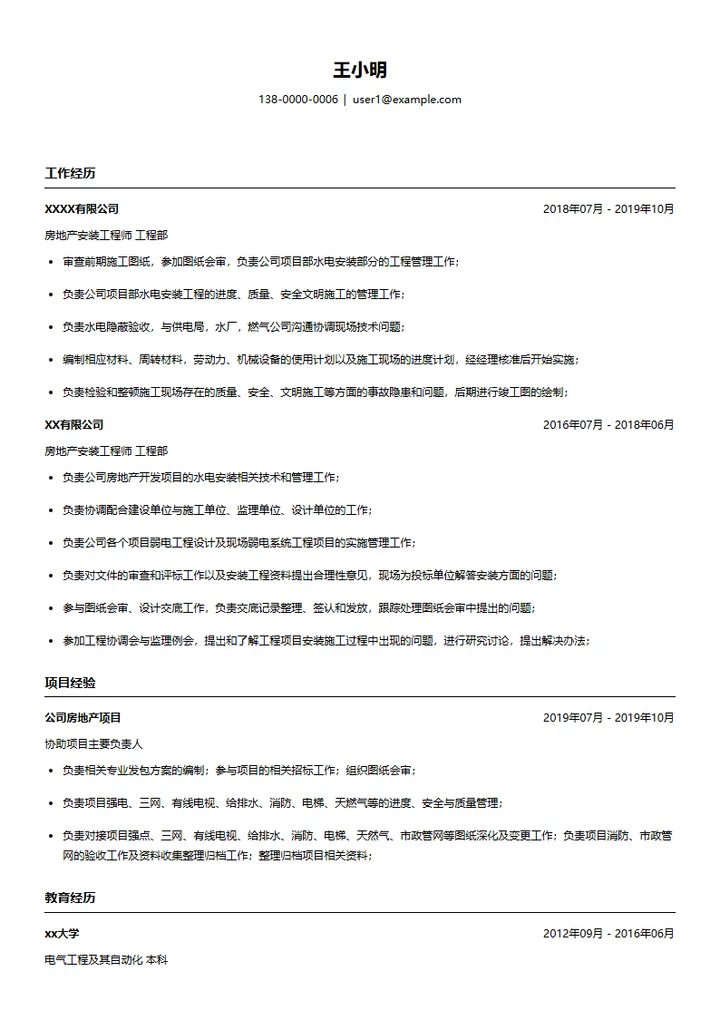 王小明
138-0000-0006 | user1@example.com
工作经历
XXXX有限公司 2018年07月 - 2019年10月
房地产安装工程师 工程部
• 审查前期施工图纸，参加图纸会审，负责公司项目部水电安装部分的工程管理工作；
• 负责公司项目部水电安装工程的进度、质量、安全文明施工的管理工作；
• 负责水电隐蔽验收，与供电局，水厂，燃气公司沟通协调现场技术问题；
• 编制相应材料、周转材料，劳动力、机械设备的使用计划以及施工现场的进度计划，经经理核准后开始实施；
• 负责检验和整顿施工现场存在的质量、安全、文明施工等方面的事故隐患和问题，后期进行竣工图的绘制；
XX有限公司 2016年07月 - 2018年06月
房地产安装工程师 工程部
• 负责公司房地产开发项目的水电安装相关技术和管理工作；
• 负责协调配合建设单位与施工单位、监理单位、设计单位的工作；
• 负责公司各个项目弱电工程设计及现场弱电系统工程项目的实施管理工作；
• 负责对文件的审查和评标工作以及安装工程资料提出合理性意见，现场为投标单位解答安装方面的问题；
• 参与图纸会审、设计交底工作，负责交底记录整理、签认和发放，跟踪处理图纸会审中提出的问题；
• 参加工程协调会与监理例会，提出和了解工程项目安装施工过程中出现的问题，进行研究讨论，提出解决办法；
项目经验
公司房地产项目 2019年07月 - 2019年10月
协助项目主要负责人
• 负责相关专业发包方案的编制；参与项目的相关招标工作；组织图纸会审；
• 负责项目强电、三网、有线电视、给排水、消防、电梯、天燃气等的进度、安全与质量管理；
• 负责对接项目强点、三网、有线电视、给排水、消防、电梯、天然气、市政管网等图纸深化及变更工作；负责项目消防、市政管
网的验收工作及资料收集整理归档工作；整理归档项目相关资料；
教育经历
xx大学 2012年09月 - 2016年06月
电气工程及其自动化 本科